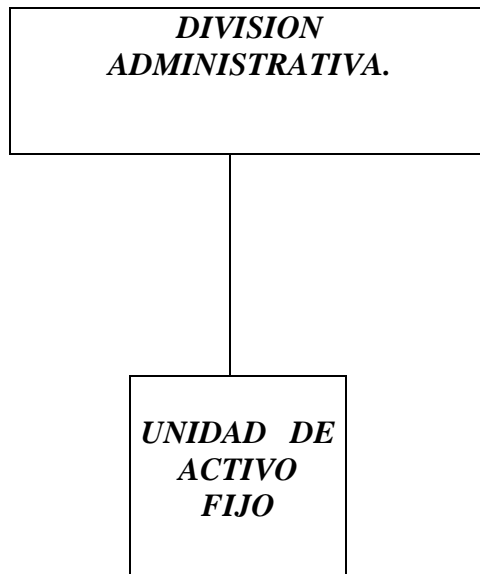 DIVISION
ADMINISTRATIVA.
UNIDAD DE
ACTIVO
FIJO